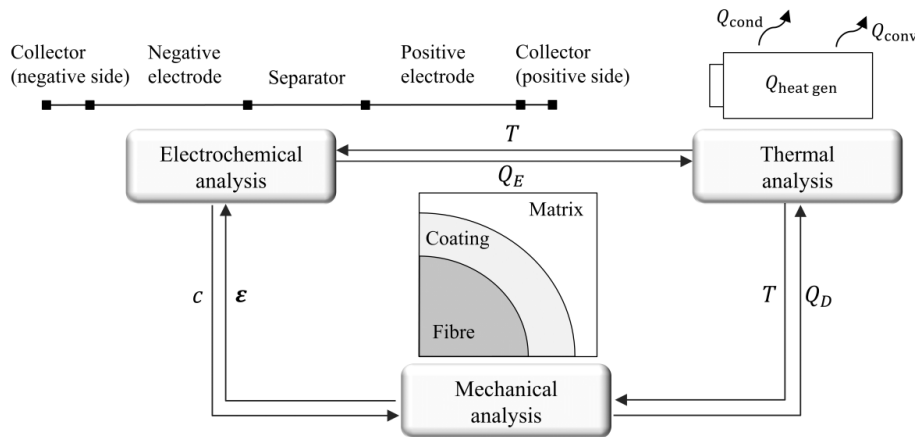 Q_cond
Q_conv
Collector
(negative side)
Negative
electrode
Separator
Positive
electrode
Collector
(positive side)
Q_heat gen
T
Electrochemical
analysis
Thermal
analysis
Q_E
Matrix
Coating
Fibre
c
ε
T
Q_D
Mechanical
analysis